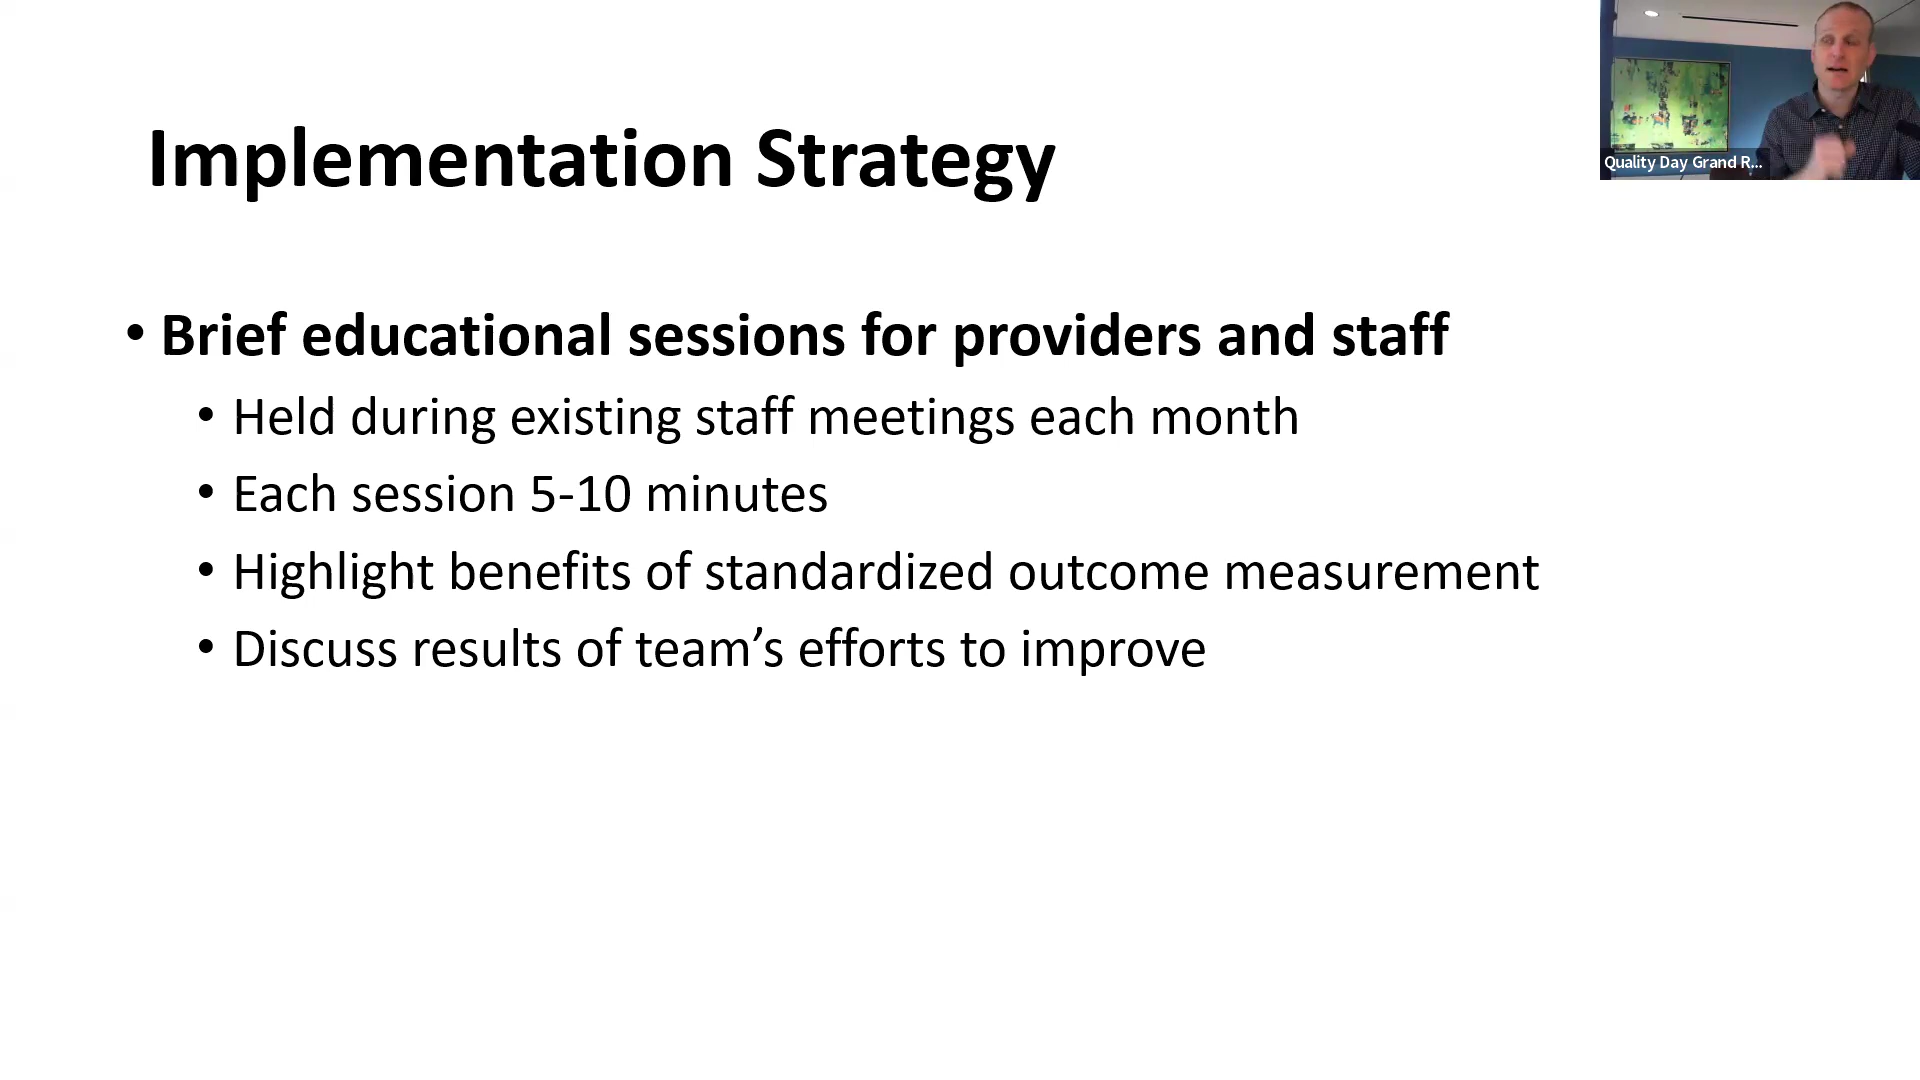 Implementation Strategy
• Brief educational sessions for providers and staff
• Held during existing staff meetings each month
• Each session 5-10 minutes
• Highlight benefits of standardized outcome measurement
• Discuss results of team’s efforts to improve
Quality Day Grand R...